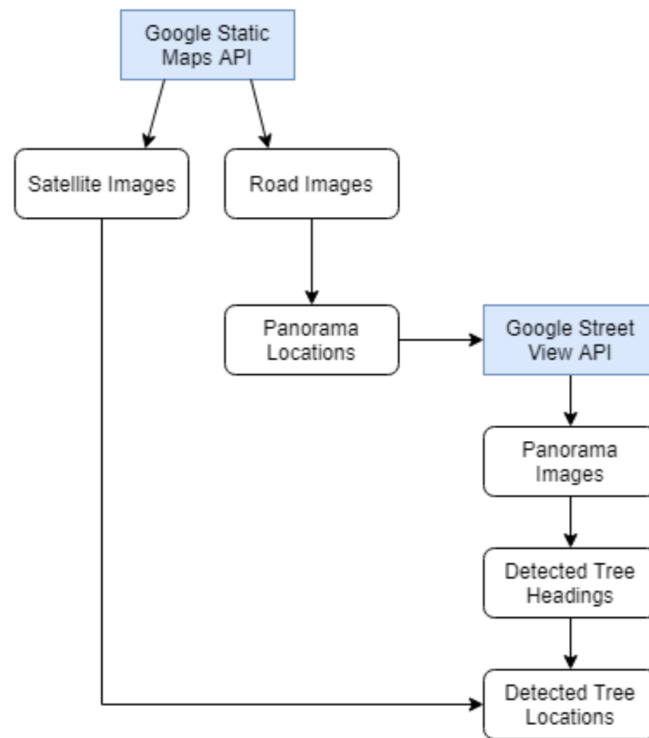 Google Static
Maps API
Satellite Images
Road Images
Panorama
Locations
Google Street
View API
Panorama
Images
Detected Tree
Headings
Detected Tree
Locations